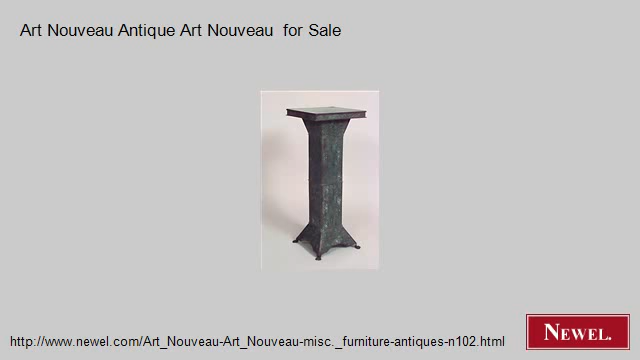 Art Nouveau Antique Art Nouveau  for Sale
http://www.newel.com/Art_Nouveau-Art_Nouveau-misc._furniture-antiques-n102.html
NEWEL.